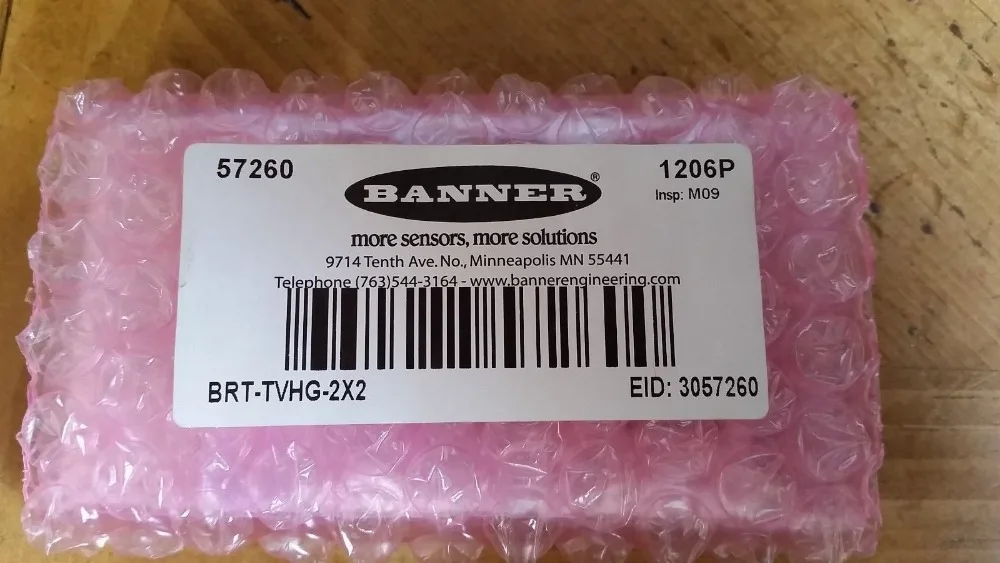 57260
BANNER®
1206P
Insp: M09
more sensors, more solutions
9714 Tenth Ave. No., Minneapolis MN 55441
Telephone (763)544-3164 - www.bannerengineering.com
BRT-TVHG-2X2
EID: 3057260